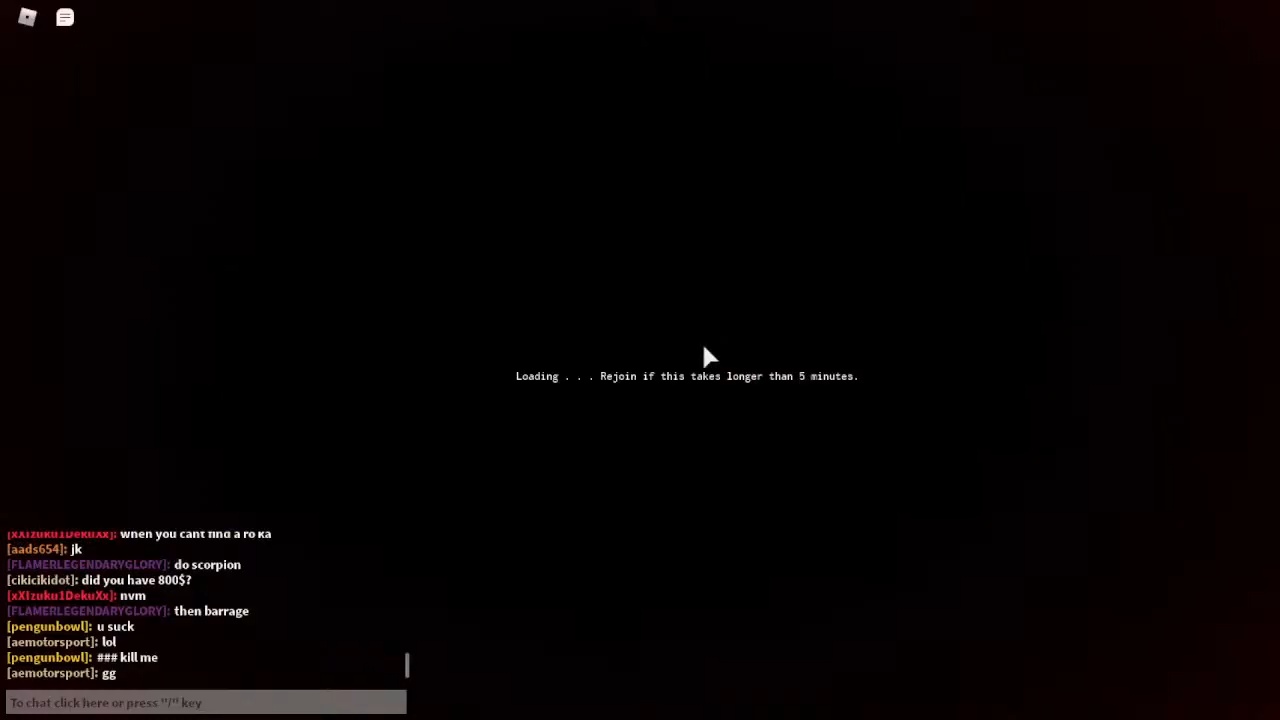 Loading . . . Rejoin if this takes longer than 5 minutes.
[xXIzuku1DekuXx]: when you cant find a ro ka
[aads654]: jk
[FLAMERLEGENDARYGLORY]: do scorpion
[cikicikidot]: did you have 800$?
[xXIzuku1DekuXx]: nvm
[FLAMERLEGENDARYGLORY]: then barrage
[pengunbowl]: u suck
[aemotorsport]: lol
[pengunbowl]: ### kill me
[aemotorsport]: gg
To chat click here or press "/" key